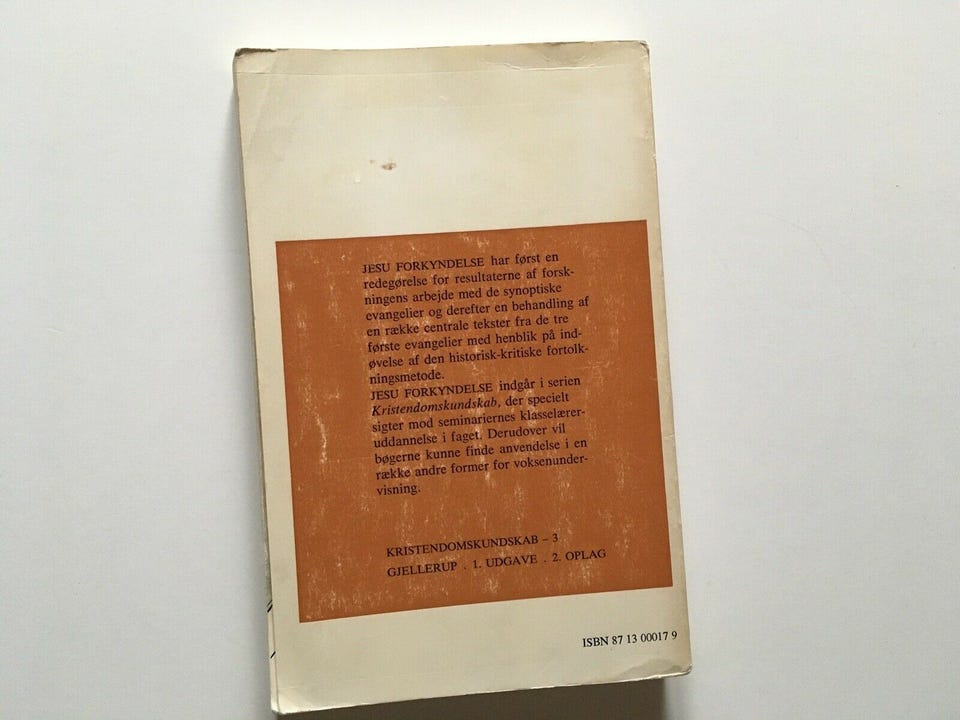 JESU FORKYNDELSE har først en
redegørelse for resultaterne af forsk-
ningens arbejde med de synoptiske
evangelier og derefter en behandling af
en række centrale tekster fra de tre
første evangelier med henblik på ind-
øvelse af den historisk-kritiske fortolk-
ningsmetode.
JESU FORKYNDELSE indgår i serien
Kristendomskundskab, der specielt
sigter mod seminariernes klasselærer-
uddannelse i faget. Derudover vil
bøgerne kunne finde anvendelse i en
række andre former for voksenunder-
visning.
KRISTENDOMSKUNDSKAB – 3
GJELLERUP . 1. UDGAVE . 2. OPLAG
ISBN 87 13 00017 9